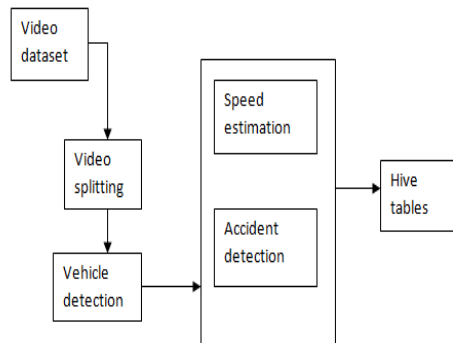 Video
dataset
Video
splitting
Vehicle
detection
Speed
estimation
Accident
detection
Hive
tables